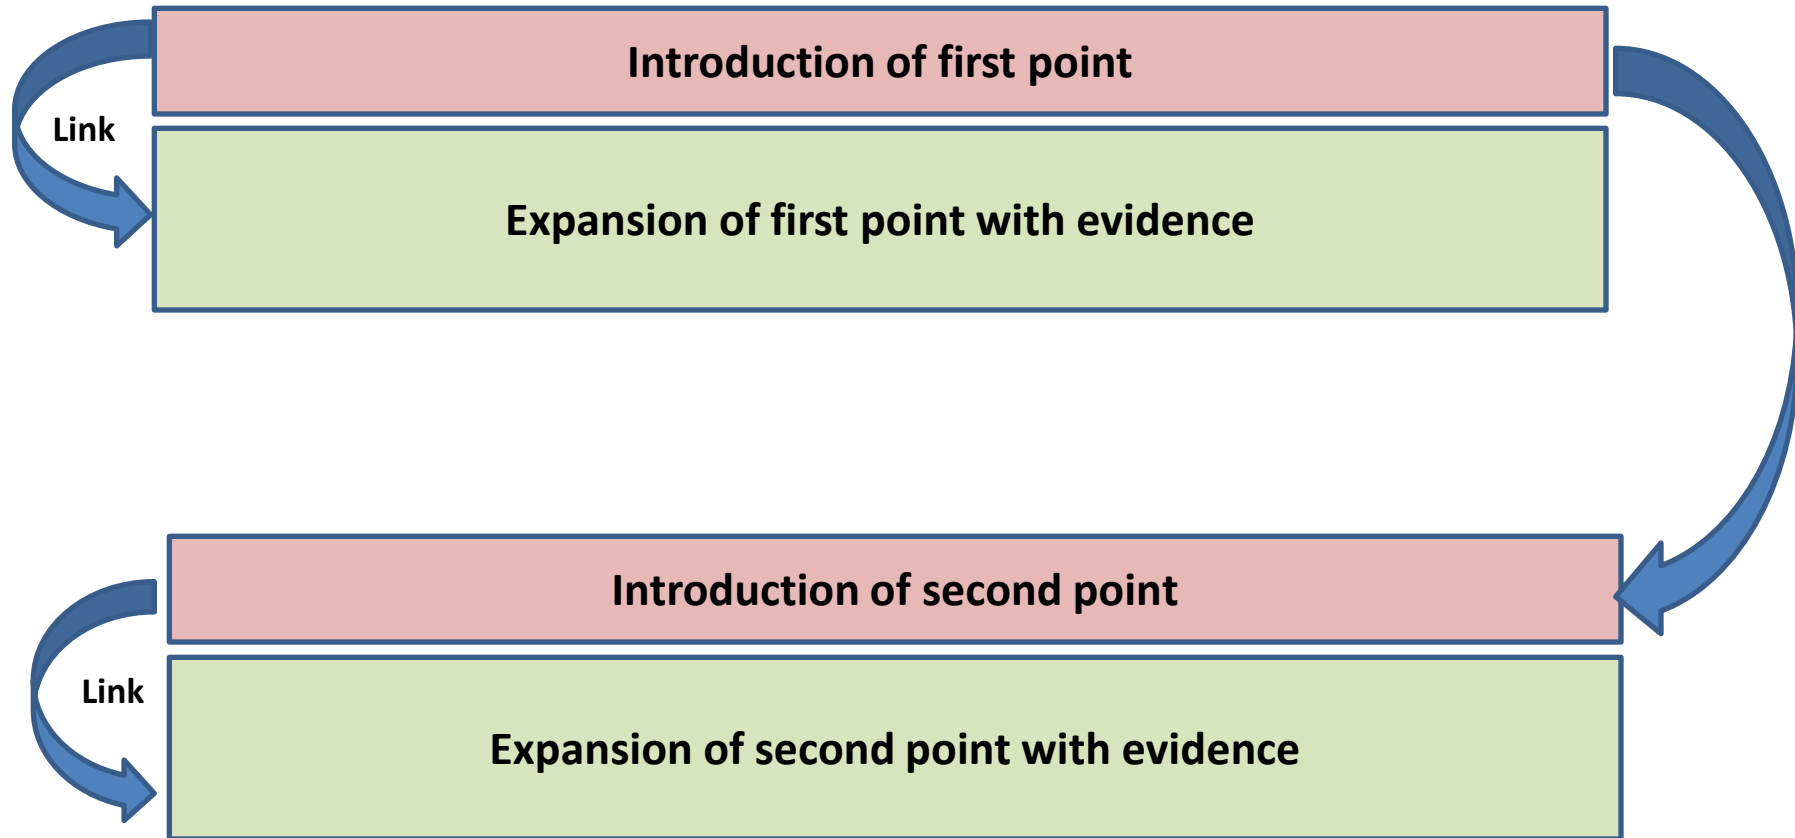 Introduction of first point
Link
Expansion of first point with evidence
Introduction of second point
Link
Expansion of second point with evidence